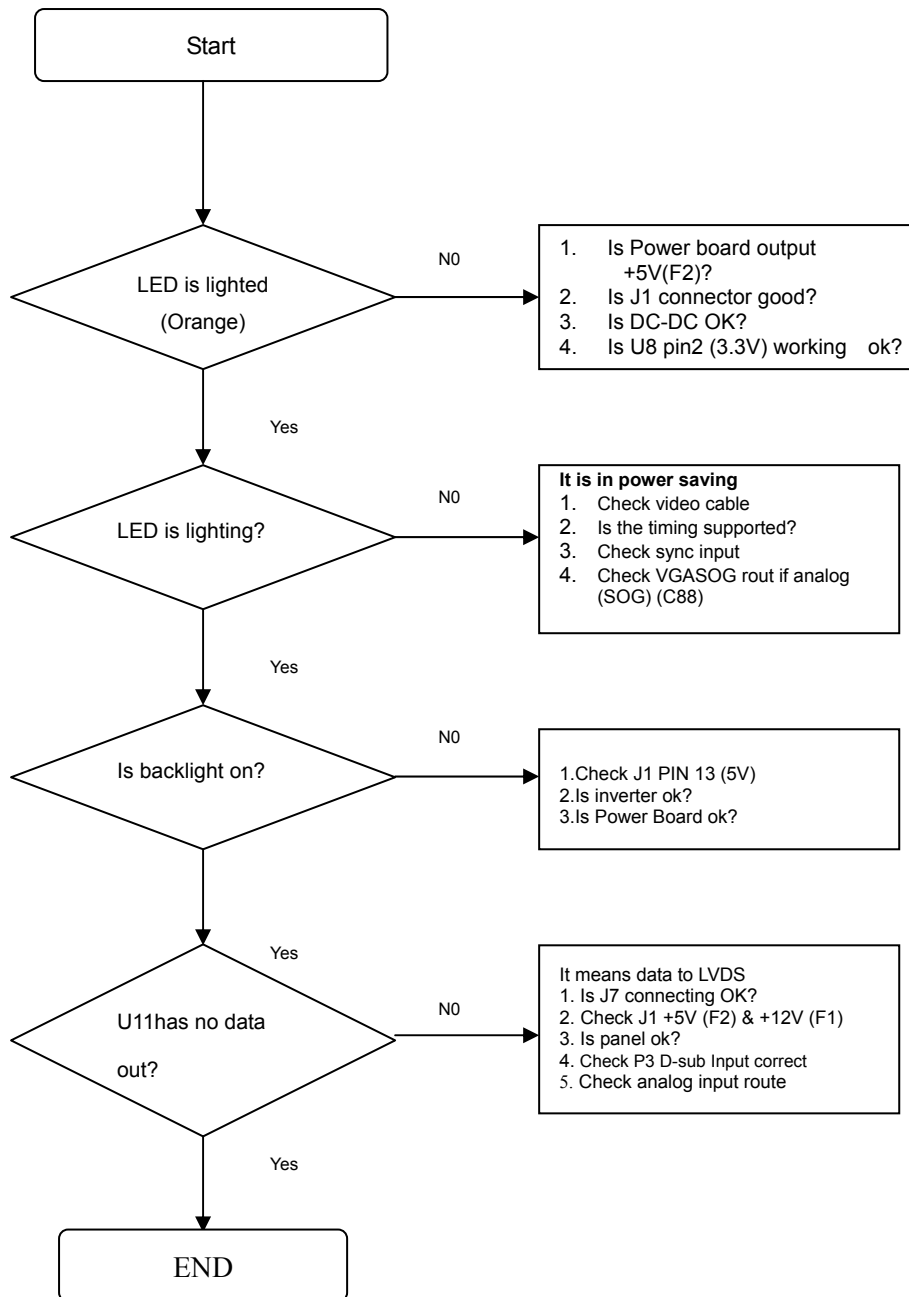 Start
LED is lighted
(Orange)
N0
1. Is Power board output
+5V(F2)?
2. Is J1 connector good?
3. Is DC-DC OK?
4. Is U8 pin2 (3.3V) working ok?
Yes
LED is lighting?
N0
It is in power saving
1. Check video cable
2. Is the timing supported?
3. Check sync input
4. Check VGASOG rout if analog
(SOG) (C88)
Yes
Is backlight on?
N0
1.Check J1 PIN 13 (5V)
2.Is inverter ok?
3.Is Power Board ok?
Yes
U11has no data
out?
N0
It means data to LVDS
1. Is J7 connecting OK?
2. Check J1 +5V (F2) & +12V (F1)
3. Is panel ok?
4. Check P3 D-sub Input correct
5. Check analog input route
Yes
END